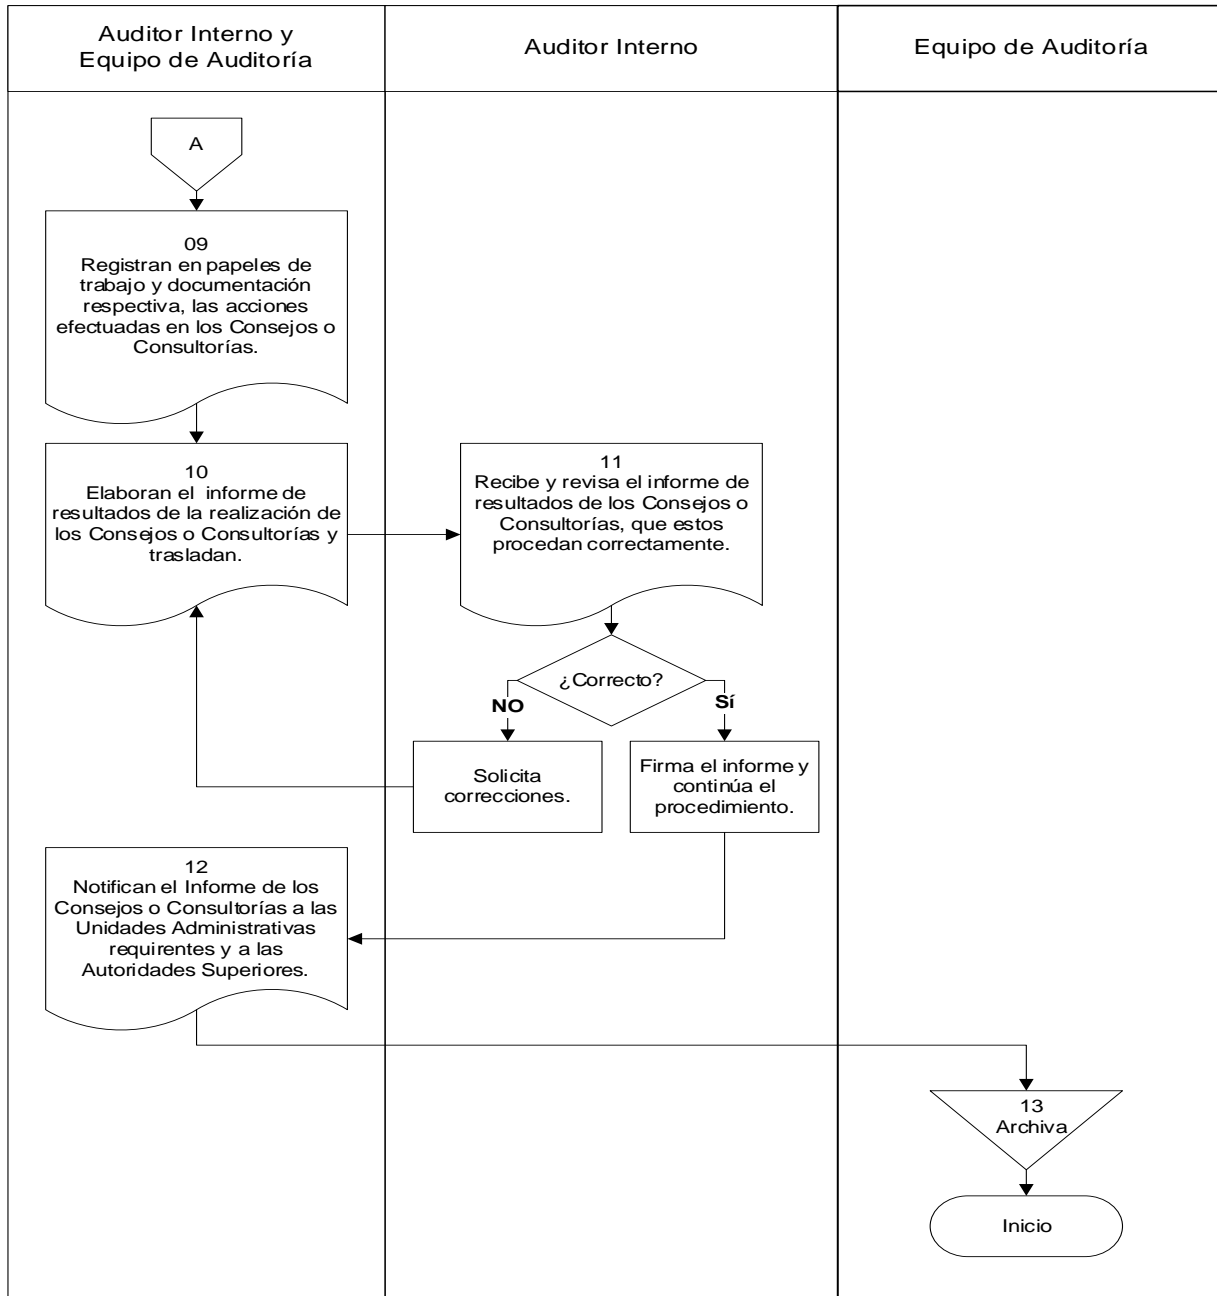 Auditor Interno y
Equipo de Auditoría
Auditor Interno
Equipo de Auditoría
A
09
Registran en papeles de
trabajo y documentación
respectiva, las acciones
efectuadas en los Consejos o
Consultorías.
10
Elaboran el informe de
resultados de la realización de
los Consejos o Consultorías y
trasladan.
11
Recibe y revisa el informe de
resultados de los Consejos o
Consultorías, que estos
procedan correctamente.
¿Correcto?
NO
Sí
Solicita
correcciones.
Firma el informe y
continúa el
procedimiento.
12
Notifican el Informe de los
Consejos o Consultorías a las
Unidades Administrativas
requirentes y a las
Autoridades Superiores.
13
Archiva
Inicio